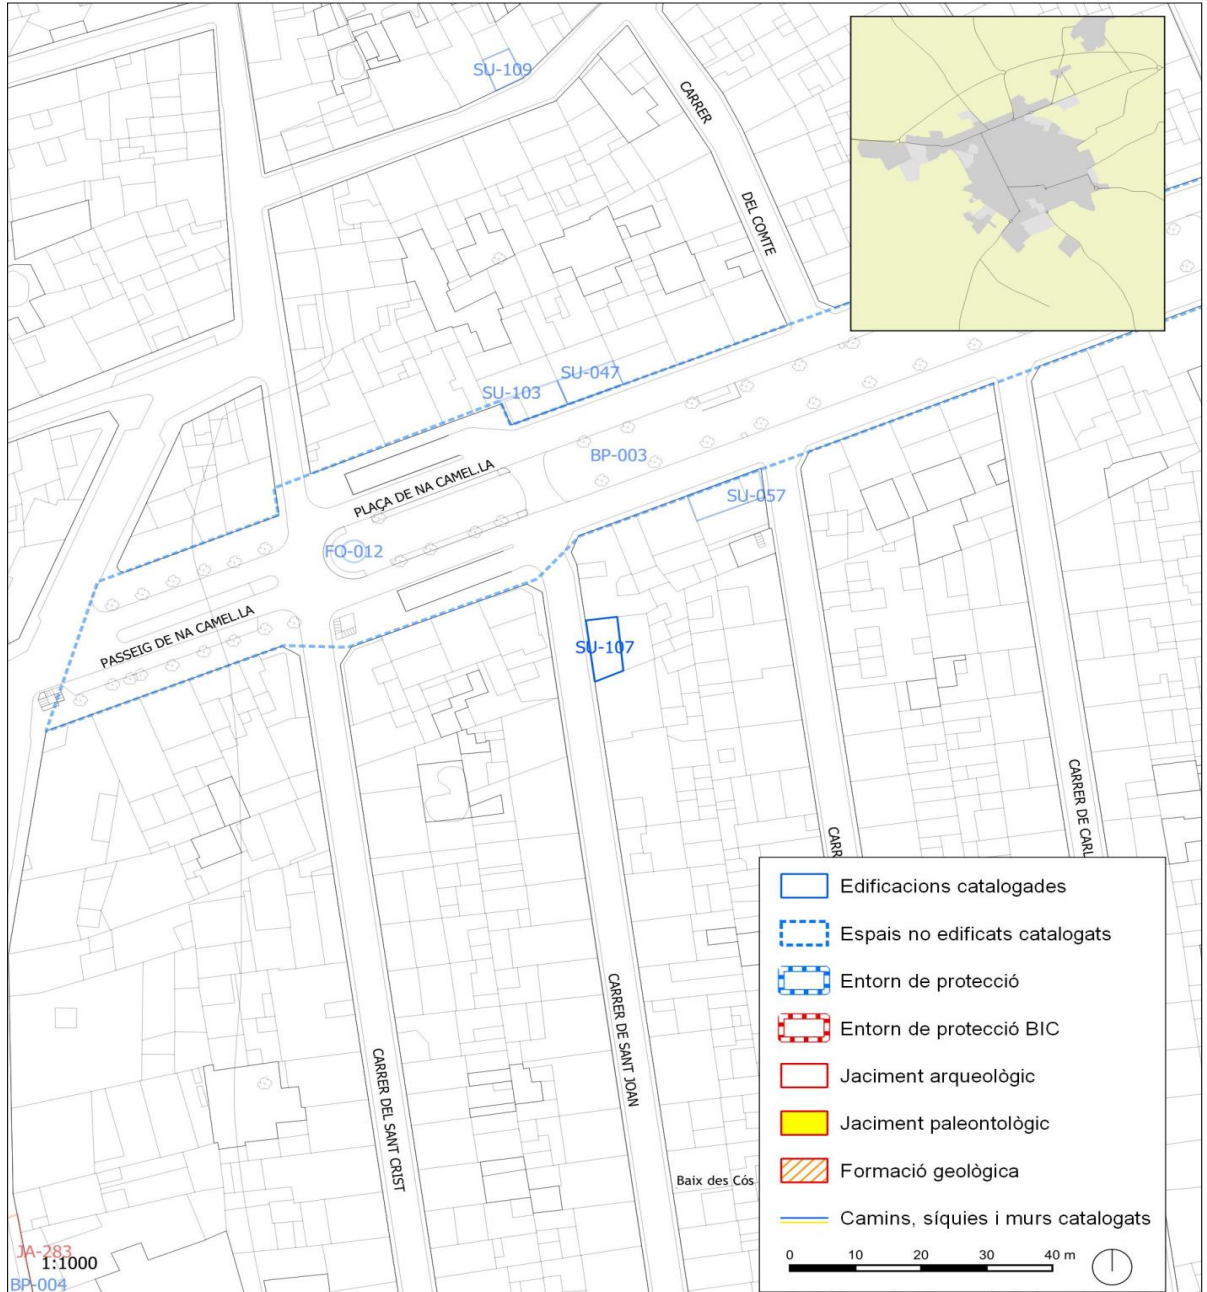 SU-109
CARRER
DEL COMTE
SU-047
SU-103
BP-003
PLAÇA DE NA CAMEL.LA
SU-057
FO-012
PASSEIG DE NA CAMEL.LA
SU-107
CARRER DE CARL
CARR
CARRER DE SANT JOAN
CARRER DEL SANT CRIST
Baix des Cós
JA-283
1:1000
BP-004
Edificacions catalogades
Espais no edificats catalogats
Entorn de protecció
Entorn de protecció BIC
Jaciment arqueològic
Jaciment paleontològic
Formació geològica
Camins, síquies i murs catalogats
0 10 20 30 40 m